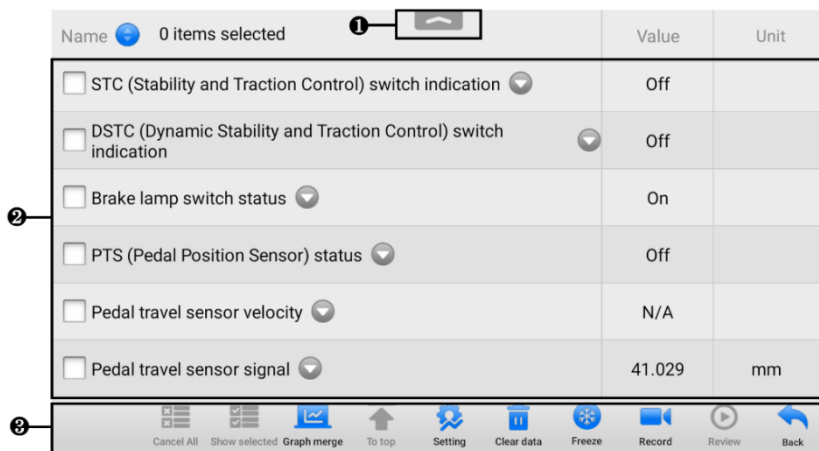 Name 0 items selected ❶ Value Unit
STC (Stability and Traction Control) switch indication Off
DSTC (Dynamic Stability and Traction Control) switch
indication Off
❷
Brake lamp switch status On
PTS (Pedal Position Sensor) status Off
Pedal travel sensor velocity N/A
Pedal travel sensor signal 41.029 mm
❸
Cancel All Show selected Graph merge To top Setting Clear data Freeze Record Review Back